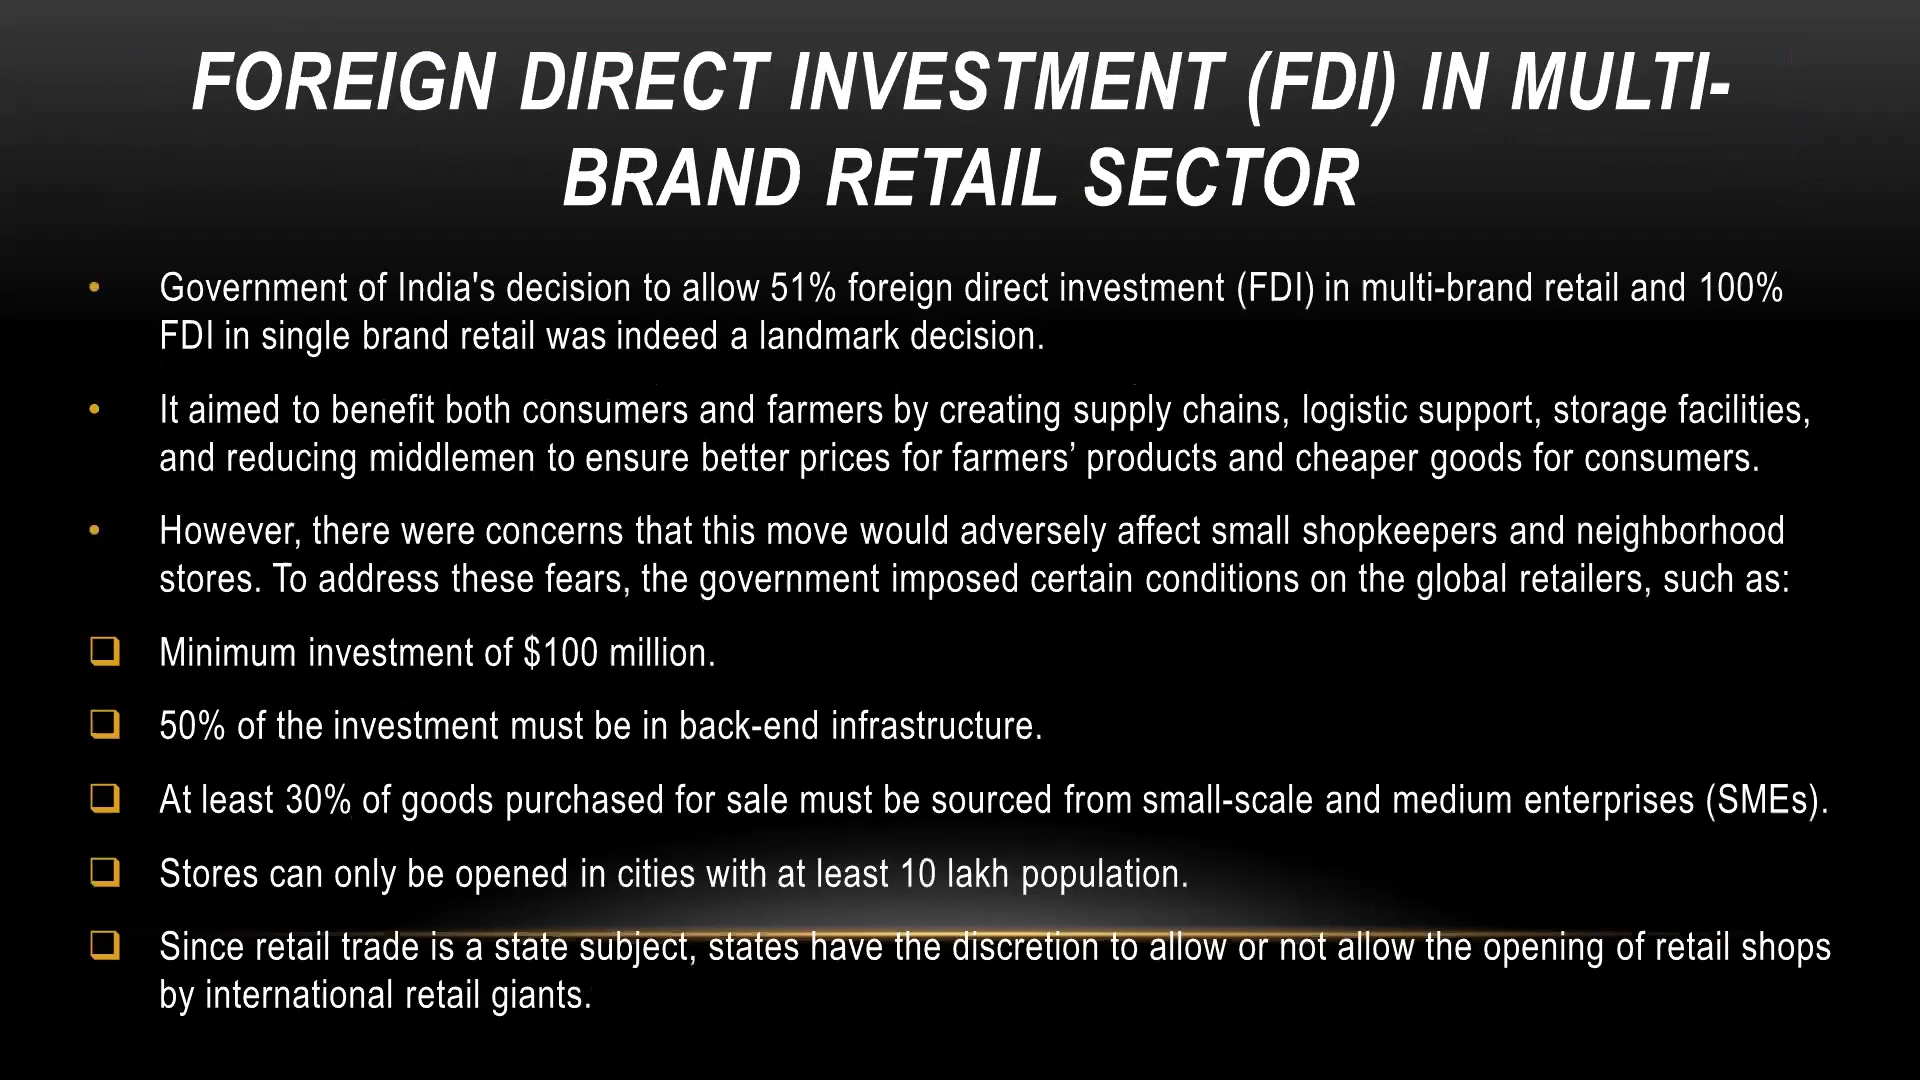 FOREIGN DIRECT INVESTMENT (FDI) IN MULTI-
BRAND RETAIL SECTOR
• Government of India's decision to allow 51% foreign direct investment (FDI) in multi-brand retail and 100%
FDI in single brand retail was indeed a landmark decision.
• It aimed to benefit both consumers and farmers by creating supply chains, logistic support, storage facilities,
and reducing middlemen to ensure better prices for farmers’ products and cheaper goods for consumers.
• However, there were concerns that this move would adversely affect small shopkeepers and neighborhood
stores. To address these fears, the government imposed certain conditions on the global retailers, such as:
❑ Minimum investment of $100 million.
❑ 50% of the investment must be in back-end infrastructure.
❑ At least 30% of goods purchased for sale must be sourced from small-scale and medium enterprises (SMEs).
❑ Stores can only be opened in cities with at least 10 lakh population.
❑ Since retail trade is a state subject, states have the discretion to allow or not allow the opening of retail shops
by international retail giants.